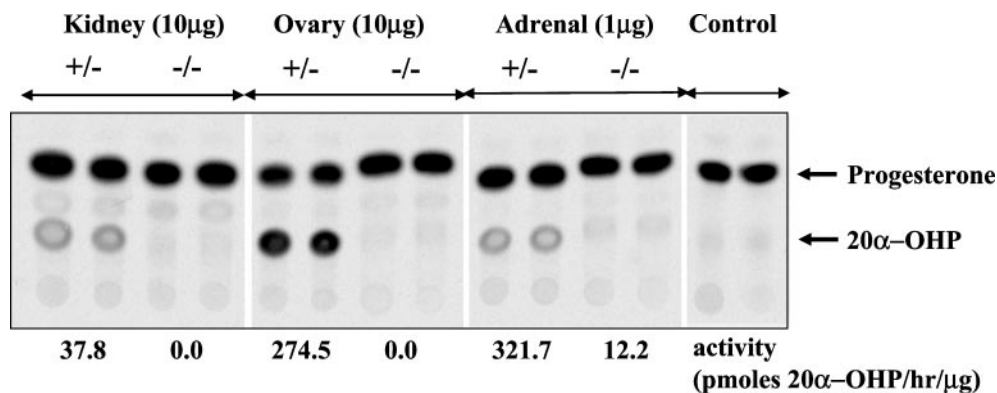 Kidney (10µg) Ovary (10µg) Adrenal (1µg) Control
+/- -/- +/- -/- +/- -/-
Progesterone
20α–OHP
37.8 0.0 274.5 0.0 321.7 12.2 activity
(pmoles 20α–OHP/hr/µg)